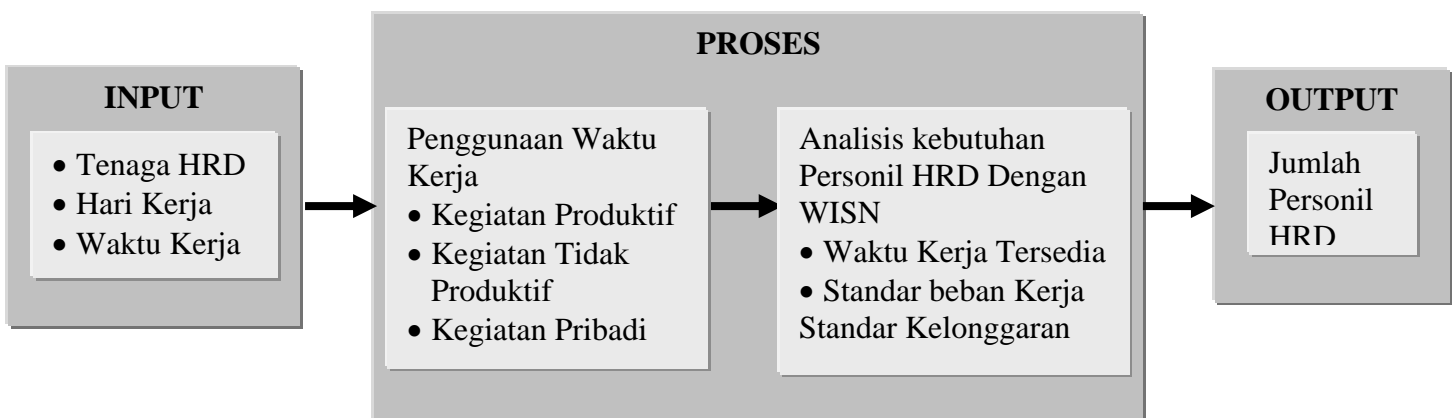 INPUT
• Tenaga HRD
• Hari Kerja
• Waktu Kerja
PROSES
Penggunaan Waktu
Kerja
• Kegiatan Produktif
• Kegiatan Tidak
Produktif
• Kegiatan Pribadi
Analisis kebutuhan
Personil HRD Dengan
WISN
• Waktu Kerja Tersedia
• Standar beban Kerja
Standar Kelonggaran
OUTPUT
Jumlah
Personil
HRD